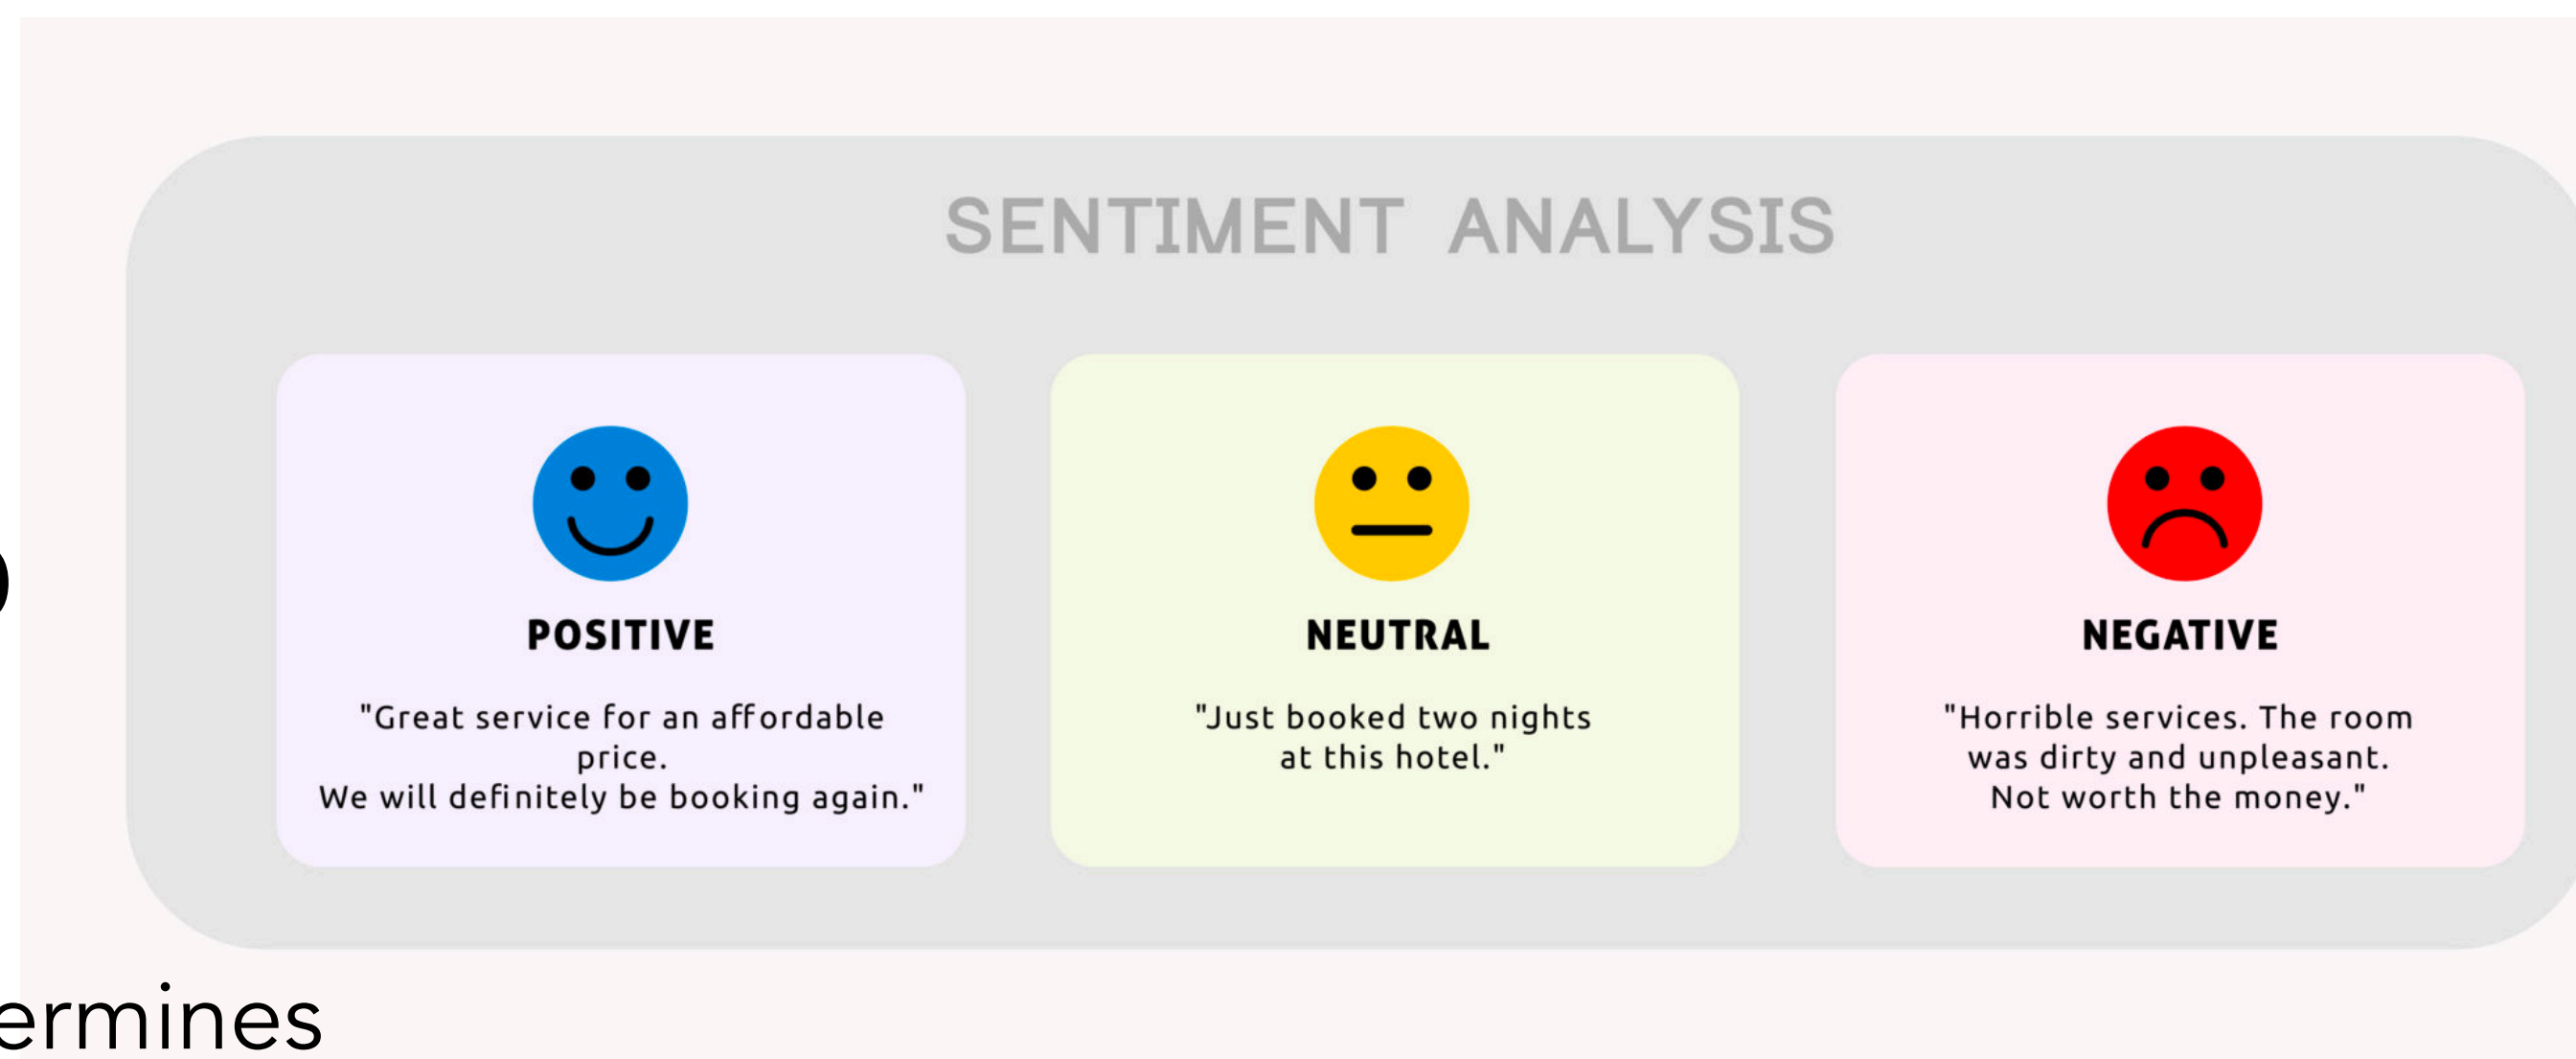 SENTIMENT ANALYSIS
POSITIVE
"Great service for an affordable
price.
We will definitely be booking again."
NEUTRAL
"Just booked two nights
at this hotel."
NEGATIVE
"Horrible services. The room
was dirty and unpleasant.
Not worth the money."
ermines